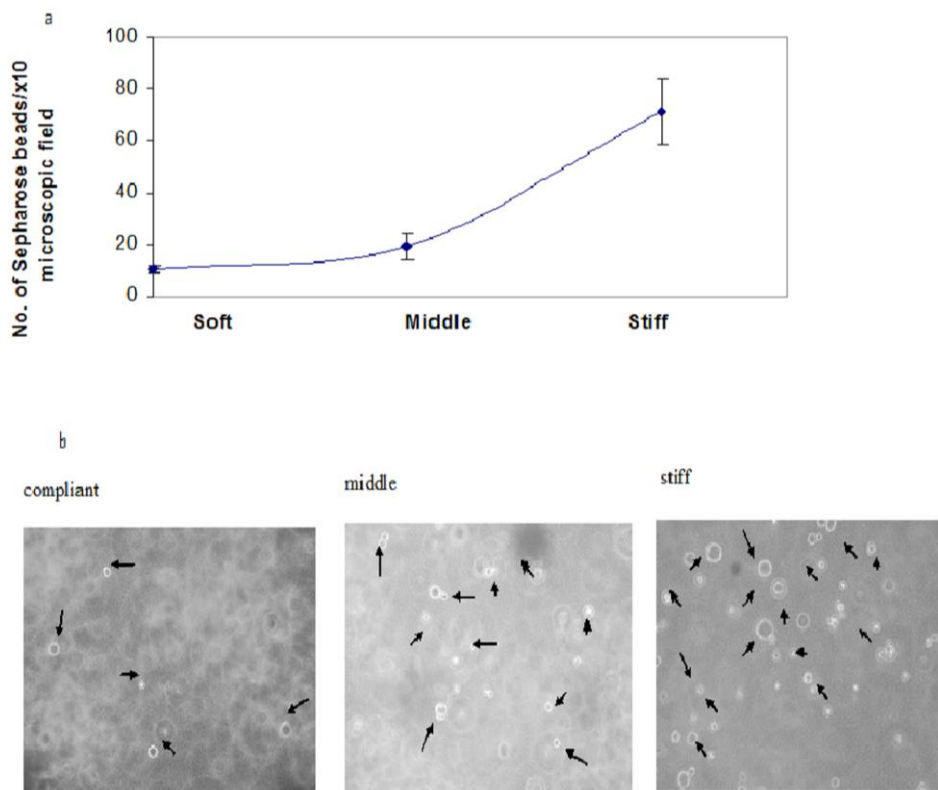 a
No. of Sepharose beads/x10
microscopic field
100
80
60
40
20
0
Soft Middle Stiff
b
compliant middle stiff